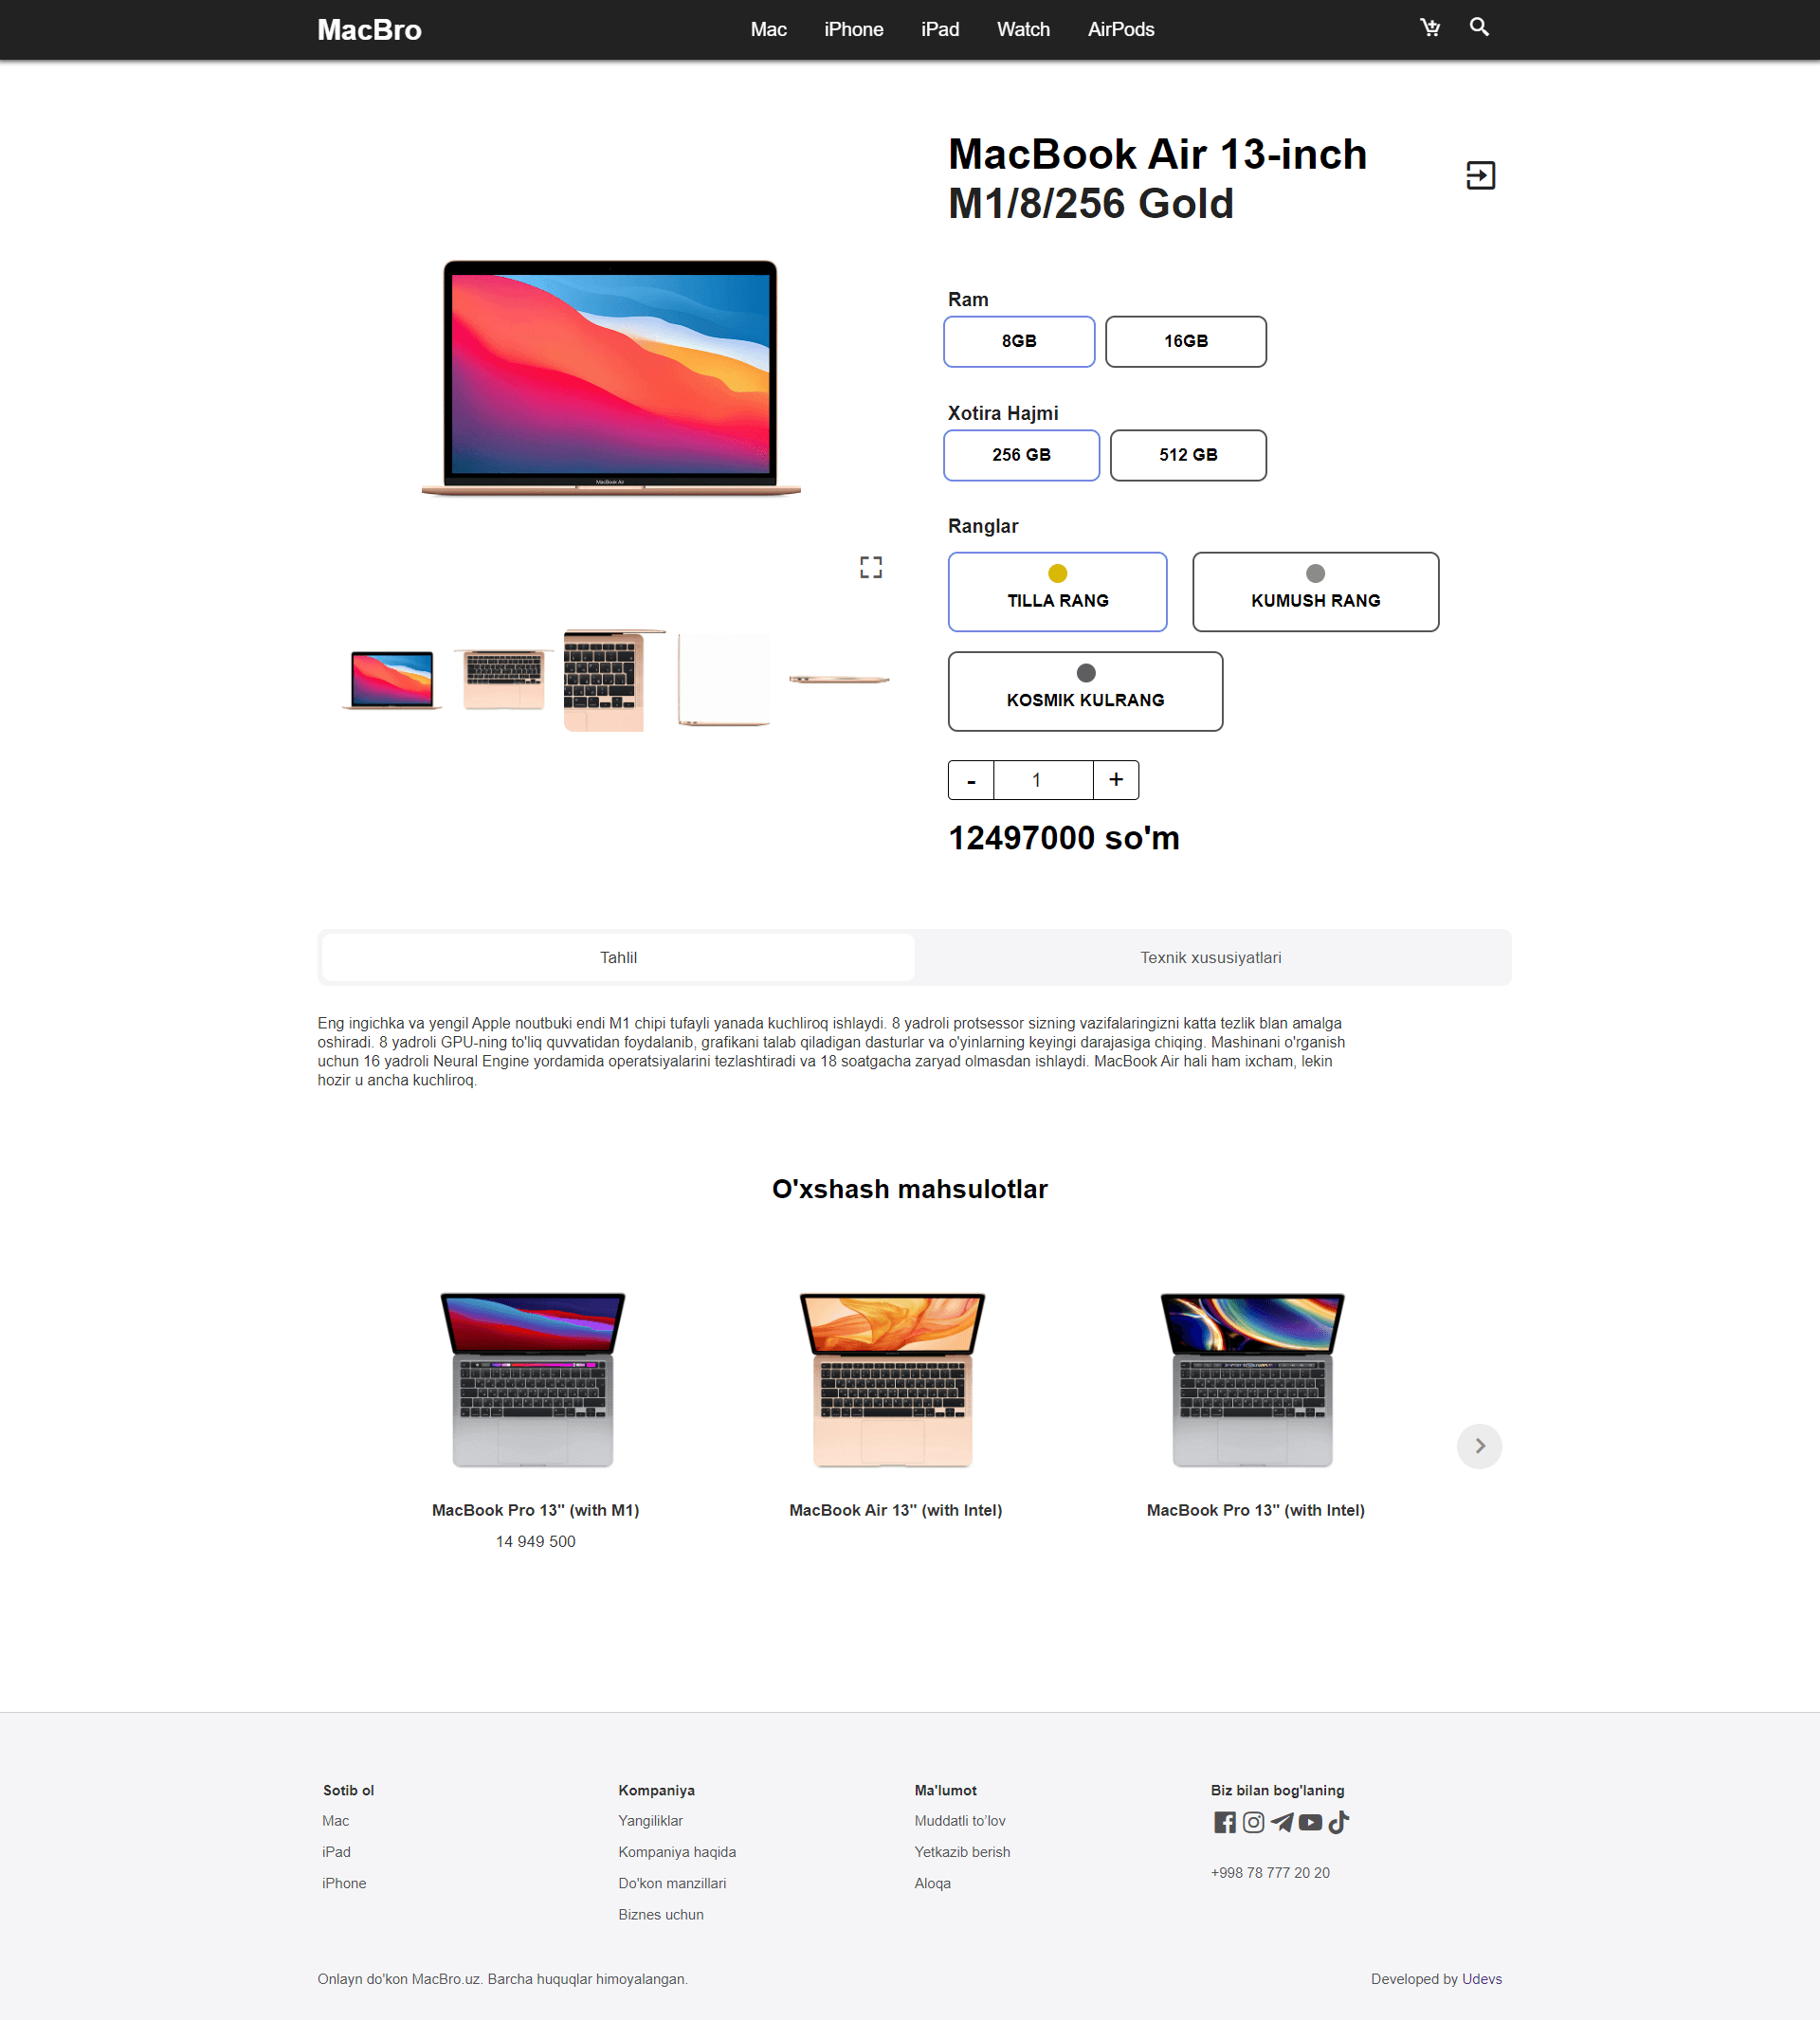 MacBro
Mac
iPhone
iPad
Watch
AirPods
MacBook Air 13-inch
M1/8/256 Gold
Ram
8GB
16GB
Xotira Hajmi
256 GB
512 GB
Ranglar
TILLA RANG
KUMUSH RANG
KOSMIK KULRANG
- 1 +
12497000 so'm
MacBook Air
Tahlil
Texnik xususiyatlari
Eng ingichka va yengil Apple noutbuki endi M1 chipi tufayli yanada kuchliroq ishlaydi. 8 yadroli protsessor sizning vazifalaringizni katta tezlik blan amalga
oshiradi. 8 yadroli GPU-ning to'liq quvvatidan foydalanib, grafikani talab qiladigan dasturlar va o'yinlarning keyingi darajasiga chiqing. Mashinani o'rganish
uchun 16 yadroli Neural Engine yordamida operatsiyalarini tezlashtiradi va 18 soatgacha zaryad olmasdan ishlaydi. MacBook Air hali ham ixcham, lekin
hozir u ancha kuchliroq.
O'xshash mahsulotlar
MacBook Pro 13" (with M1)
14 949 500
MacBook Air 13" (with Intel)
MacBook Pro 13" (with Intel)
Sotib ol
Mac
iPad
iPhone
Kompaniya
Yangiliklar
Kompaniya haqida
Do'kon manzillari
Biznes uchun
Ma'lumot
Muddatli to'lov
Yetkazib berish
Aloqa
Biz bilan bog'laning
+998 78 777 20 20
Onlayn do'kon MacBro.uz. Barcha huquqlar himoyalangan.
Developed by Udevs